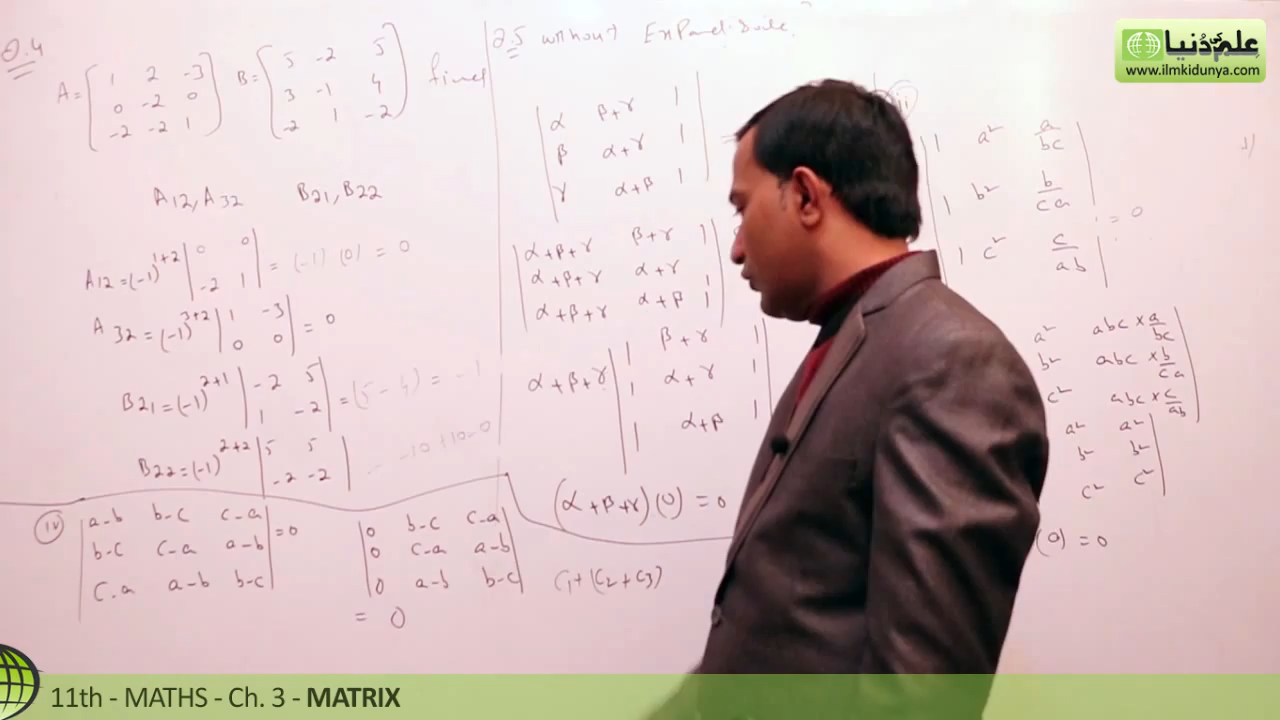 Q.4
A = [ 1 2 -3
0 -2 0
-2 -2 1 ]
B = [ 5 -2 5
3 -1 4
-2 1 -2 ] find
A12, A32 B21, B22
A12 = (-1)^1+2 | 0 0
-2 1 | = (-1) (0) = 0
A32 = (-1)^3+2 | 1 -3
0 0 | = 0
B21 = (-1)^2+1 | -2 5
1 -2 | = (5-4) = -1
B22 = (-1)^2+2 | 5 5
-2 -2 | -10+10=0
iv | a-b b-c c-a
b-c c-a a-b
c-a a-b b-c | = 0
| 0 b-c c-a
0 c-a a-b
0 a-b b-c | C1+(C2+C3)
= 0
Q.5 without Expand
| α β+γ 1
β α+γ 1
γ α+β 1 | =
| α+β+γ β+γ 1
α+β+γ α+γ 1
α+β+γ α+β 1 |
α+β+γ | 1 β+γ 1
1 α+γ 1
1 α+β 1 |
(α+β+γ) (0) = 0
ii
| 1 a² a/bc
1 b² b/ca
1 c² c/ab | = 0
a² abc × a/bc
b² abc × b/ca
c² abc × c/ab |
a² a²
b² b²
c² c² |
(0) = 0
علم کی دُنیا
www.ilmkidunya.com
11th - MATHS - Ch. 3 - MATRIX